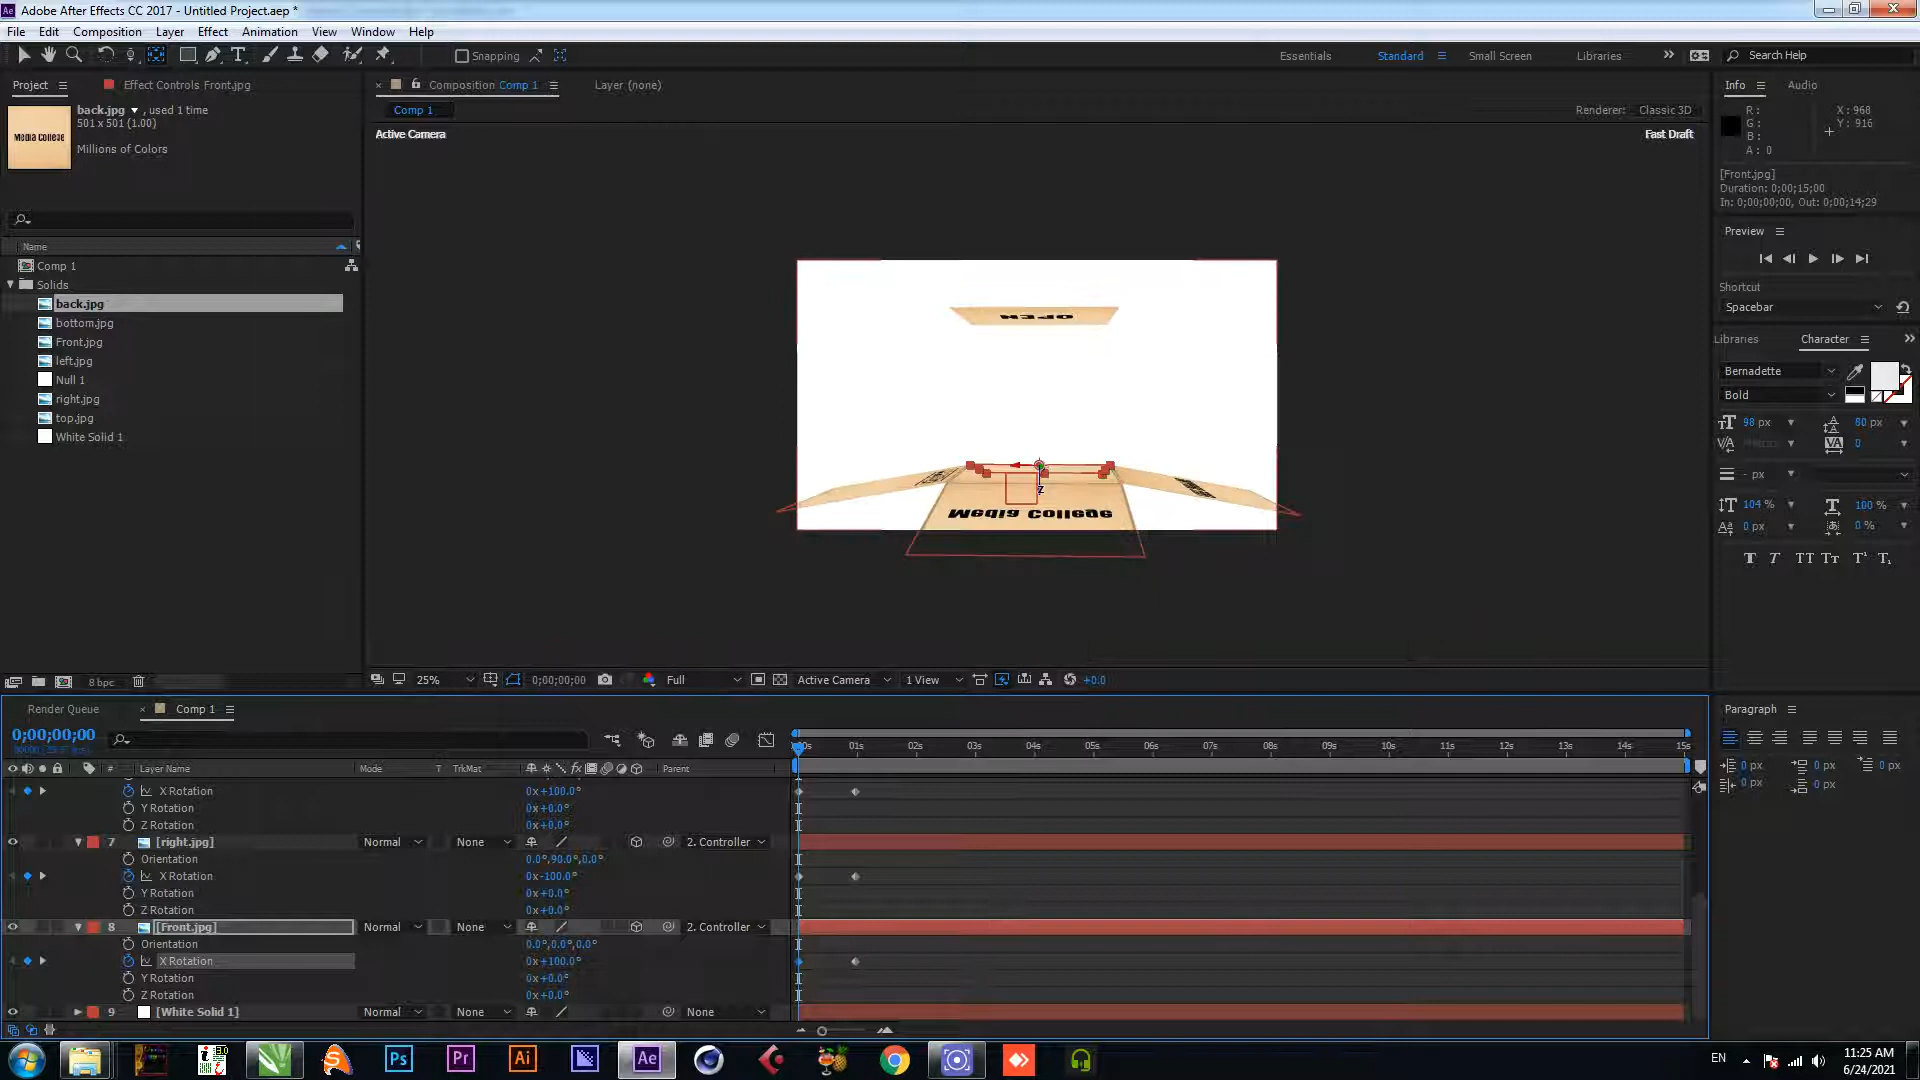 Adobe After Effects CC 2017 - Untitled Project.aep *
File Edit Composition Layer Effect Animation View Window Help
Snapping
Essentials Standard Small Screen Libraries Search Help
Project Effect Controls Front.jpg
back.jpg , used 1 time
501 x 501 (1.00)
Millions of Colors
Media College
Name
Comp 1
Solids
back.jpg
bottom.jpg
Front.jpg
left.jpg
Null 1
right.jpg
top.jpg
White Solid 1
8 bpc
Composition Comp 1 Layer (none)
Comp 1
Renderer: Classic 3D
Active Camera
Fast Draft
OPEN
Media College
Z
25% 0;00;00;00 Full Active Camera 1 View +0.0
Info Audio
R :
G :
B :
A : 0
X : 968
Y : 916
[Front.jpg]
Duration: 0;00;15;00
In: 0;00;00;00, Out: 0;00;14;29
Preview
Shortcut
Spacebar
Libraries Character
Bernadette
Bold
98 px 80 px
0
- px
104 % 100 %
0 px 0 %
Paragraph
0 px 0 px 0 px
0 px 0 px
Render Queue Comp 1
0;00;00;00
# Layer Name Mode T TrkMat Parent
00s 01s 02s 03s 04s 05s 06s 07s 08s 09s 10s 11s 12s 13s 14s 15s
X Rotation 0x+100.0°
Y Rotation 0x+0.0°
Z Rotation 0x+0.0°
7 [right.jpg] Normal None 2. Controller
Orientation 0.0°,90.0°,0.0°
X Rotation 0x-100.0°
Y Rotation 0x+0.0°
Z Rotation 0x+0.0°
8 [Front.jpg] Normal None 2. Controller
Orientation 0.0°,0.0°,0.0°
X Rotation 0x+100.0°
Y Rotation 0x+0.0°
Z Rotation 0x+0.0°
9 [White Solid 1] Normal None None
Ps Pr Ai Ae
EN
11:25 AM
6/24/2021